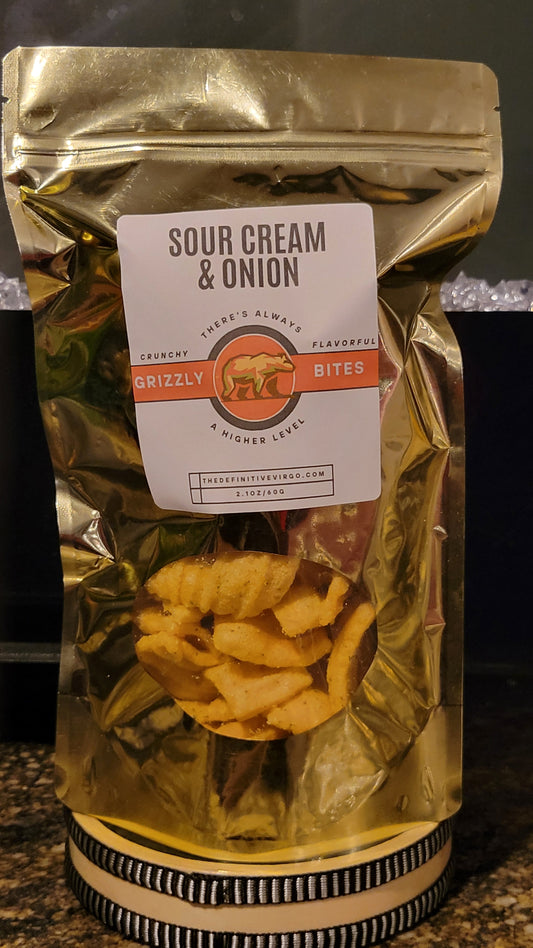 SOUR CREAM
& ONION
THERE'S ALWAYS
CRUNCHY FLAVORFUL
GRIZZLY BITES
A HIGHER LEVEL
THEDEFINITIVEVIRGO.COM
2.1OZ/60G